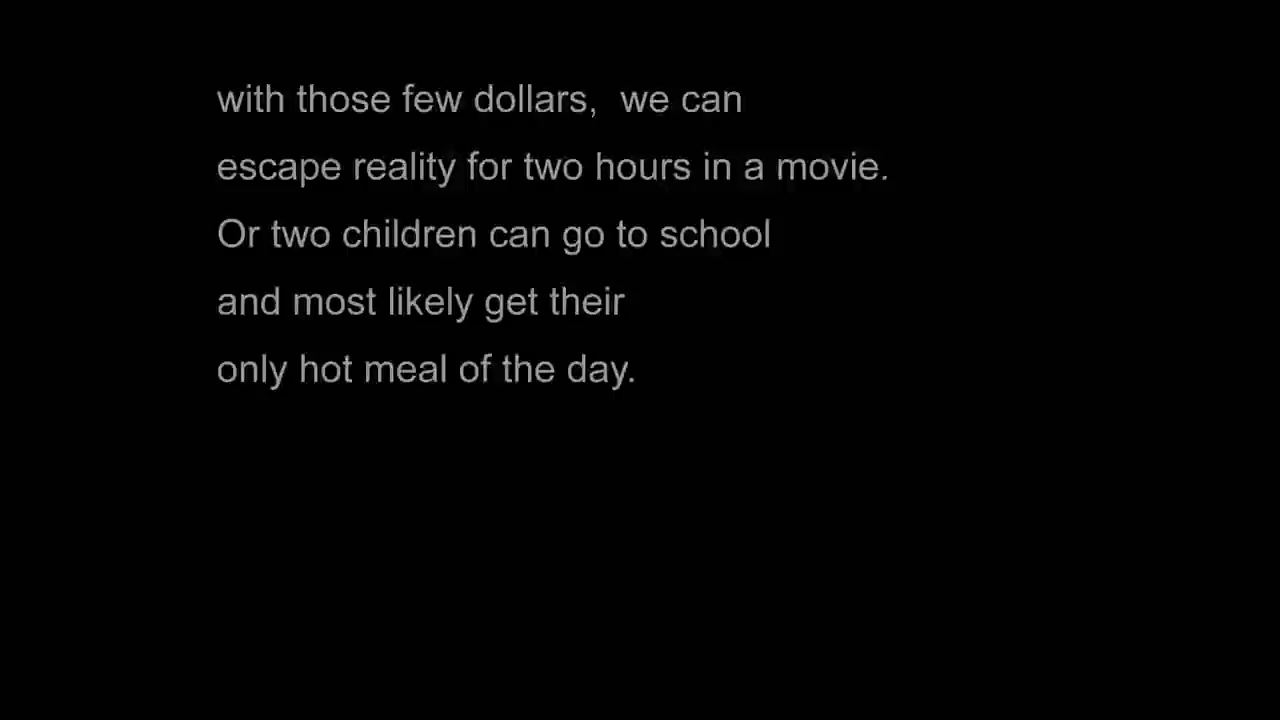 with those few dollars,  we can
escape reality for two hours in a movie.
Or two children can go to school
and most likely get their
only hot meal of the day.